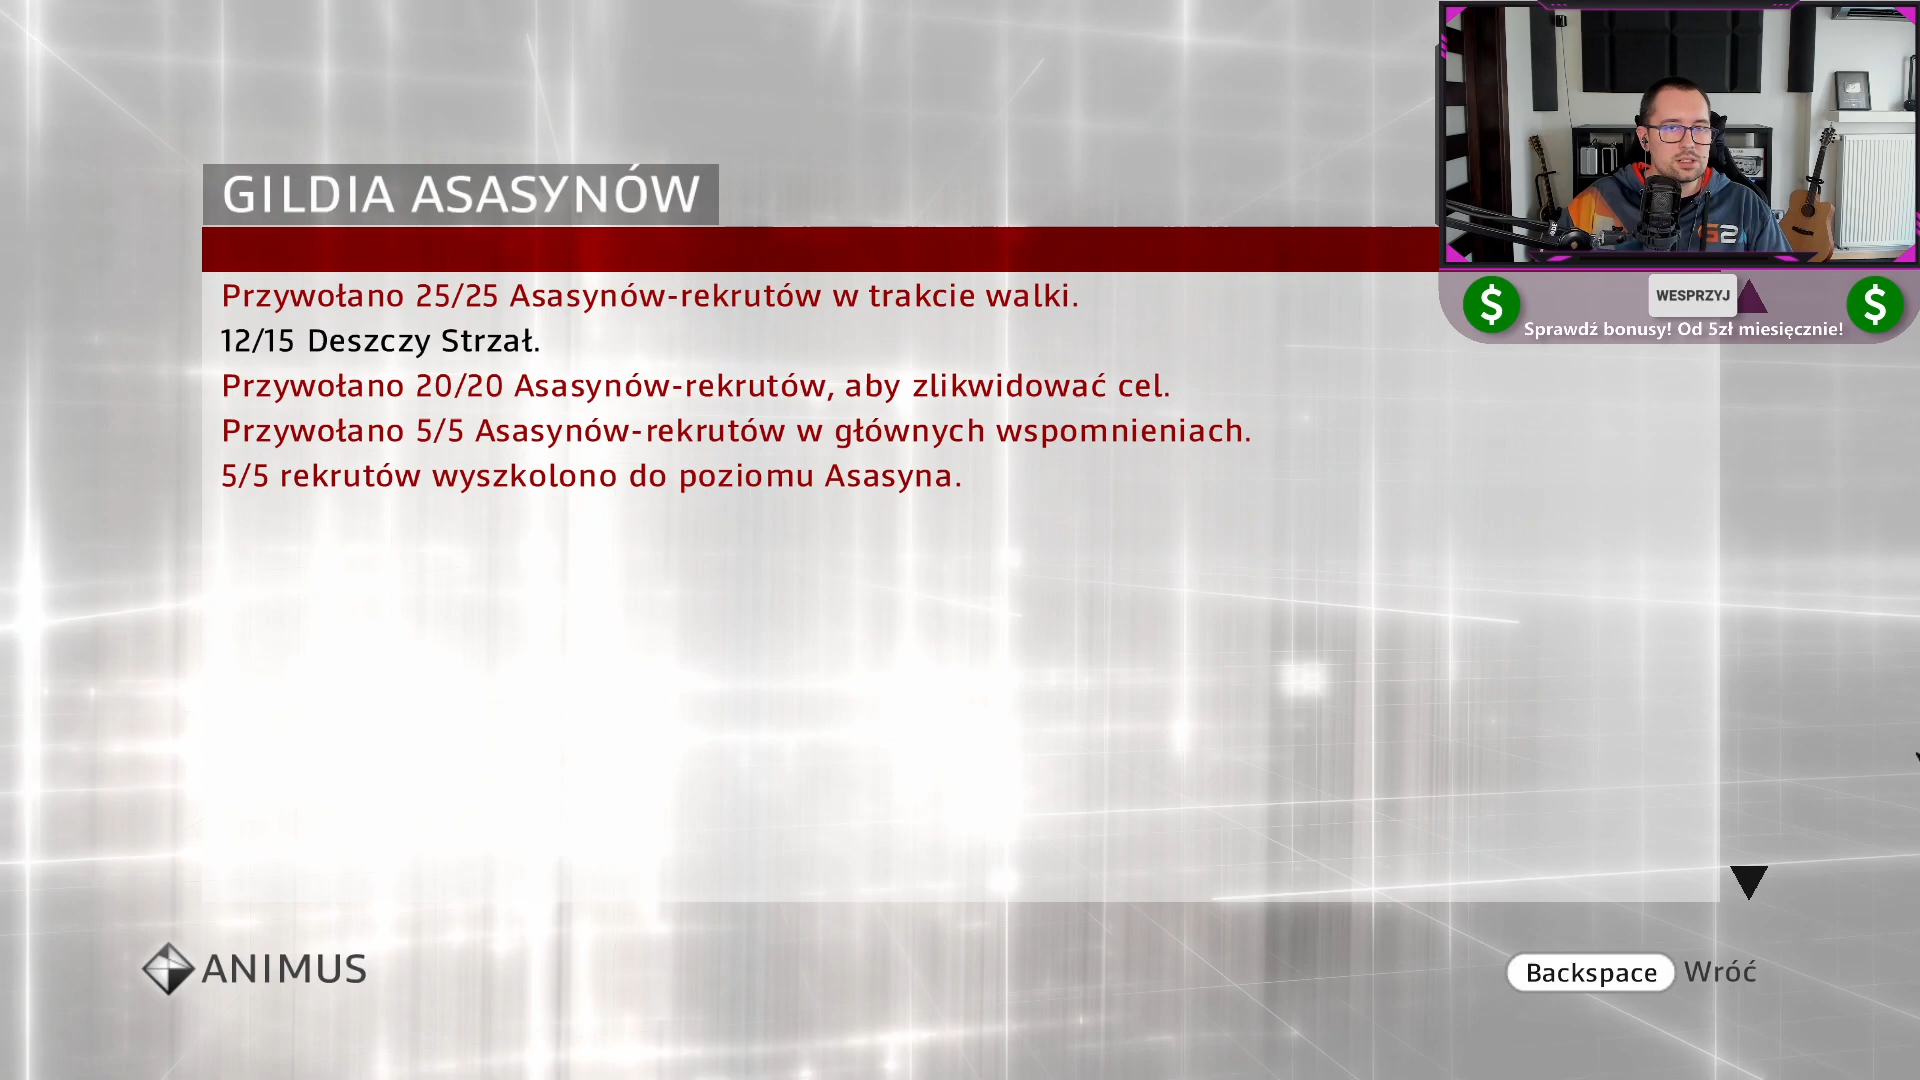 GILDIA ASASYNÓW
Przywołano 25/25 Asasynów-rekrutów w trakcie walki.
12/15 Deszczy Strzał.
Przywołano 20/20 Asasynów-rekrutów, aby zlikwidować cel.
Przywołano 5/5 Asasynów-rekrutów w głównych wspomnieniach.
5/5 rekrutów wyszkolono do poziomu Asasyna.
G2
$ WESPRZYJ $
Sprawdź bonusy! Od 5zł miesięcznie!
ANIMUS
Backspace Wróć